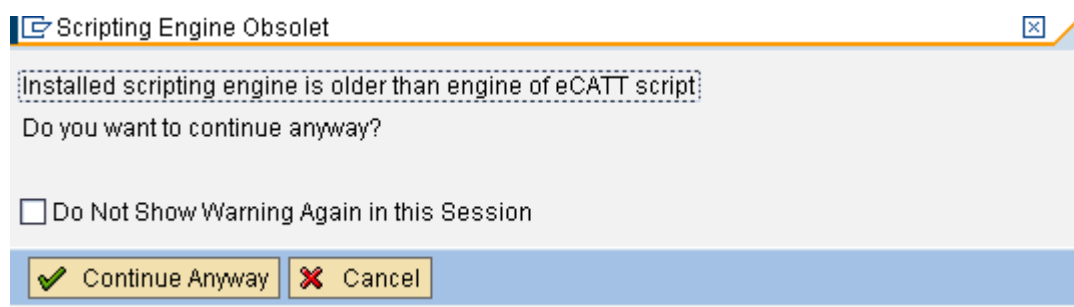 Scripting Engine Obsolet
Installed scripting engine is older than engine of eCATT script
Do you want to continue anyway?
Do Not Show Warning Again in this Session
Continue Anyway Cancel